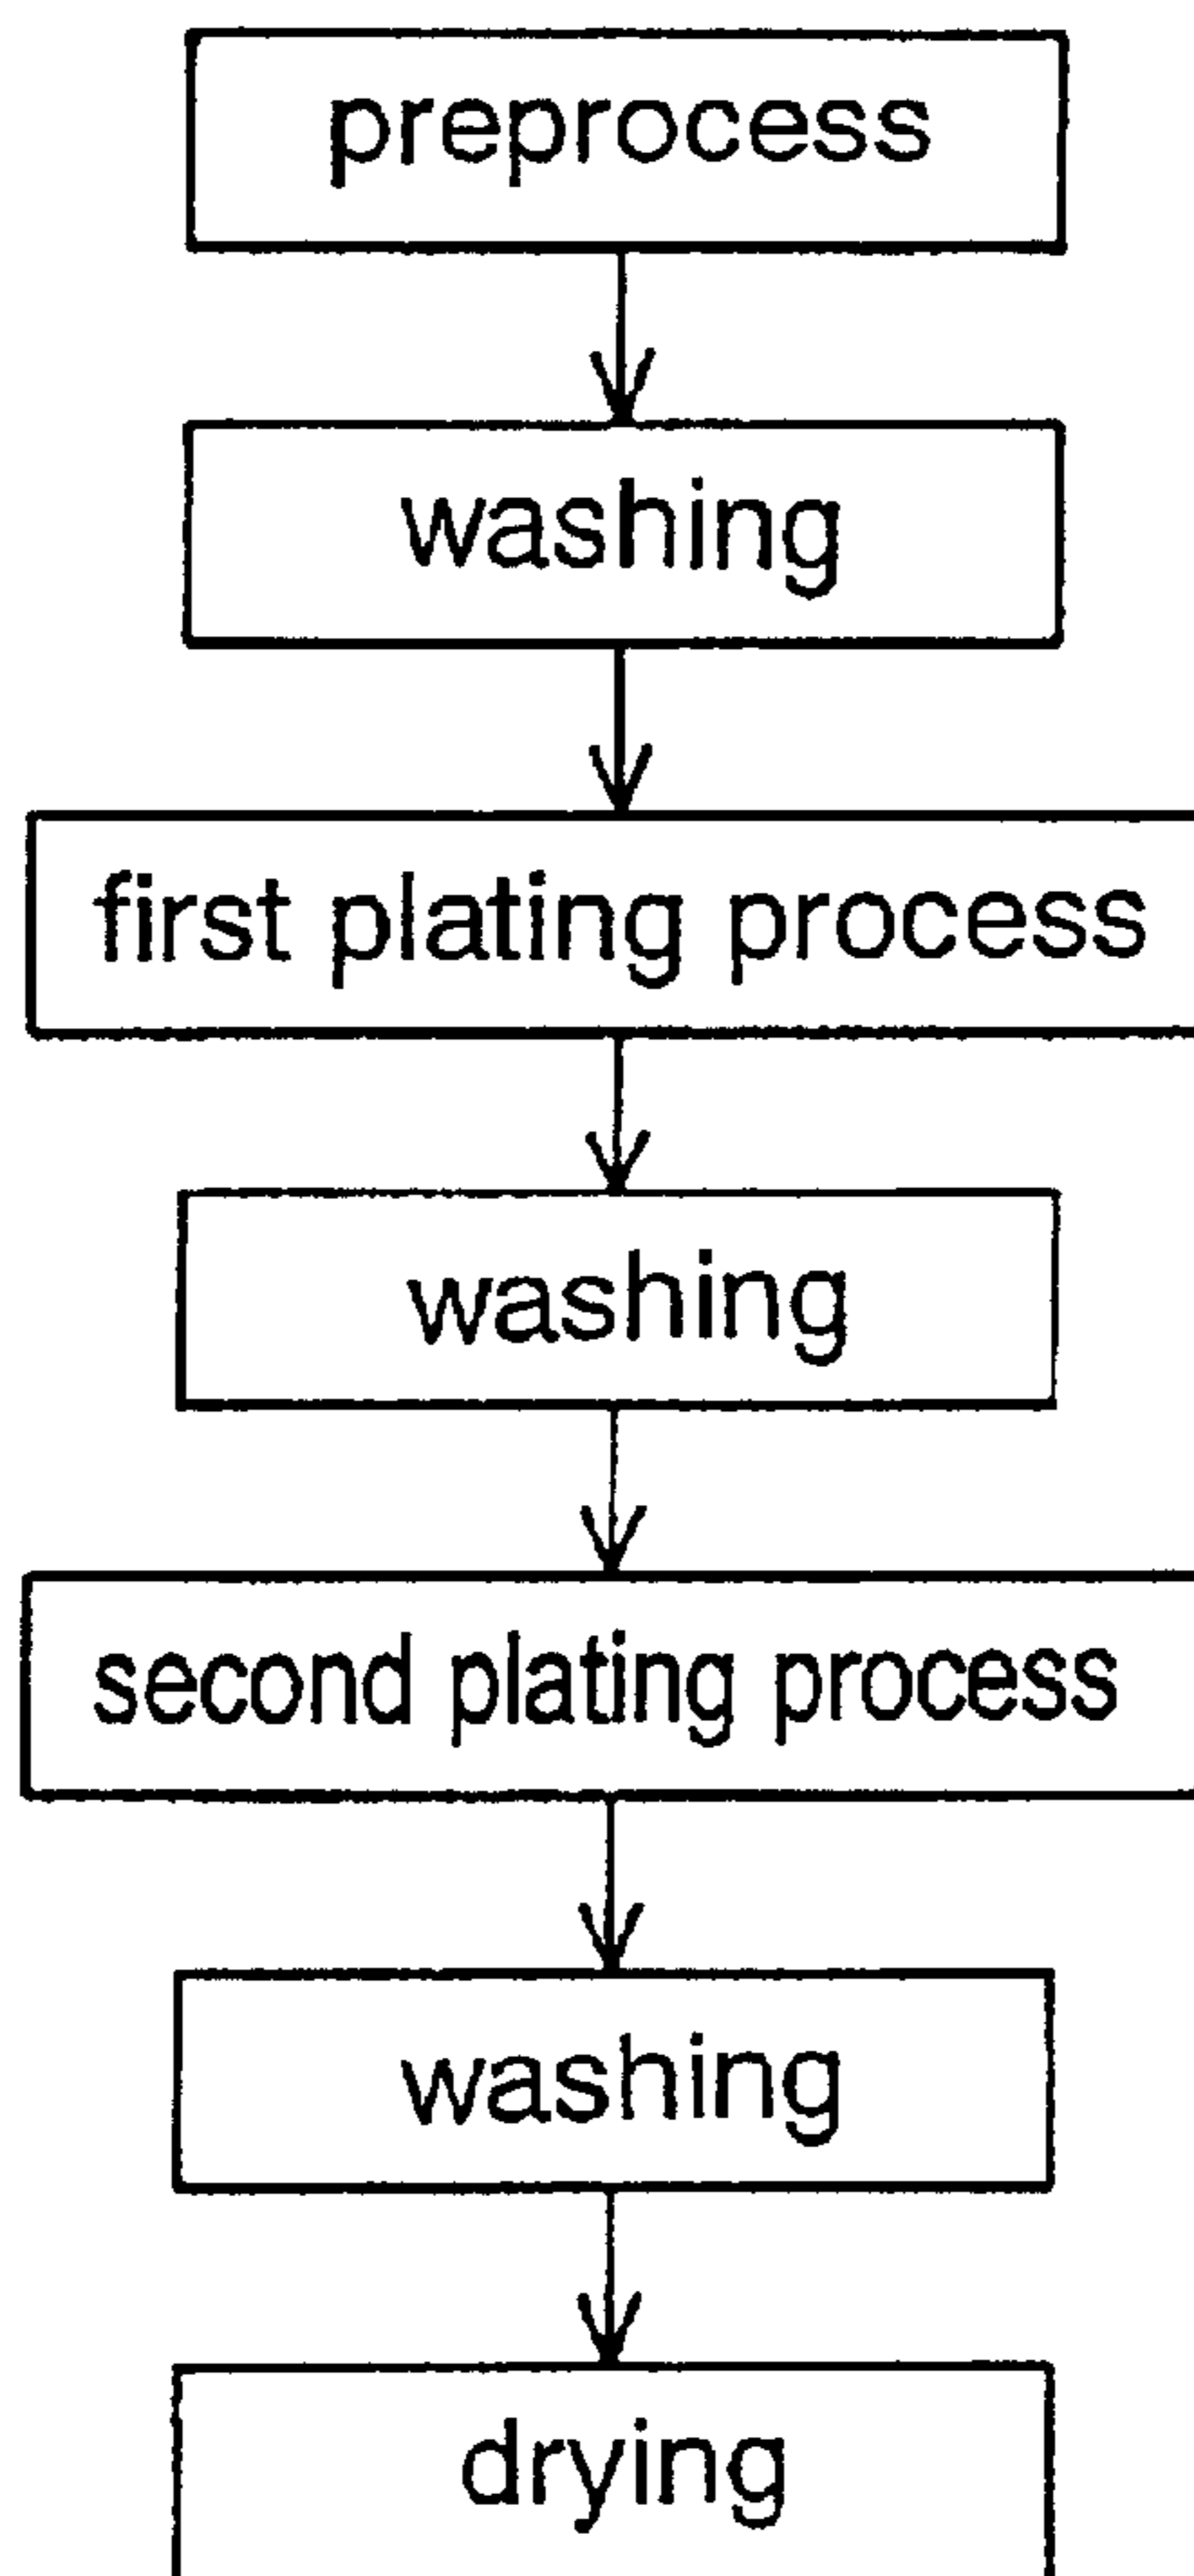 preprocess
washing
first plating process
washing
second plating process
washing
drying